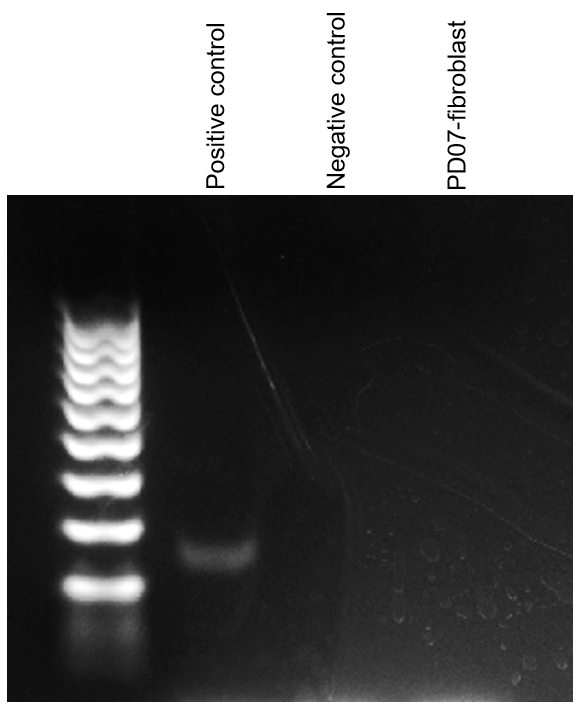 Positive control
Negative control
PD07-fibroblast